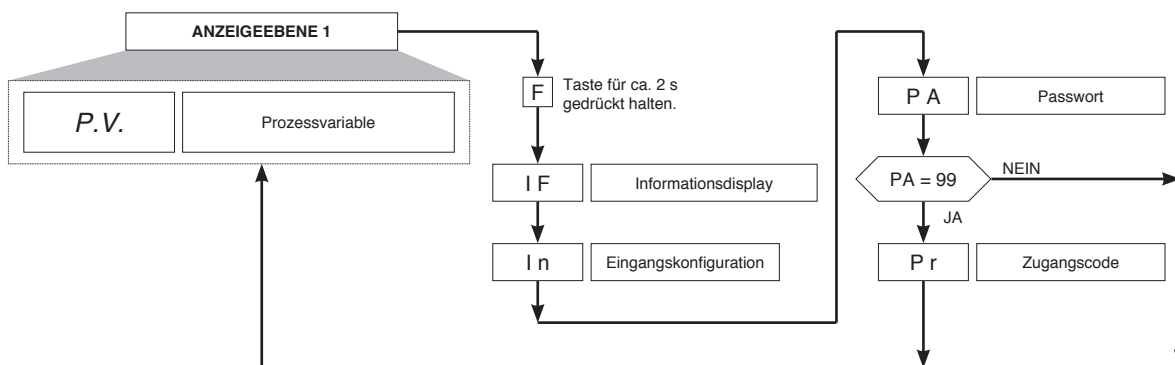 ANZEIGEEBENE 1
P.V.
Prozessvariable
F
Taste für ca. 2 s
gedrückt halten.
I F
Informationsdisplay
I n
Eingangskonfiguration
P A
Passwort
PA = 99
NEIN
JA
P r
Zugangscode